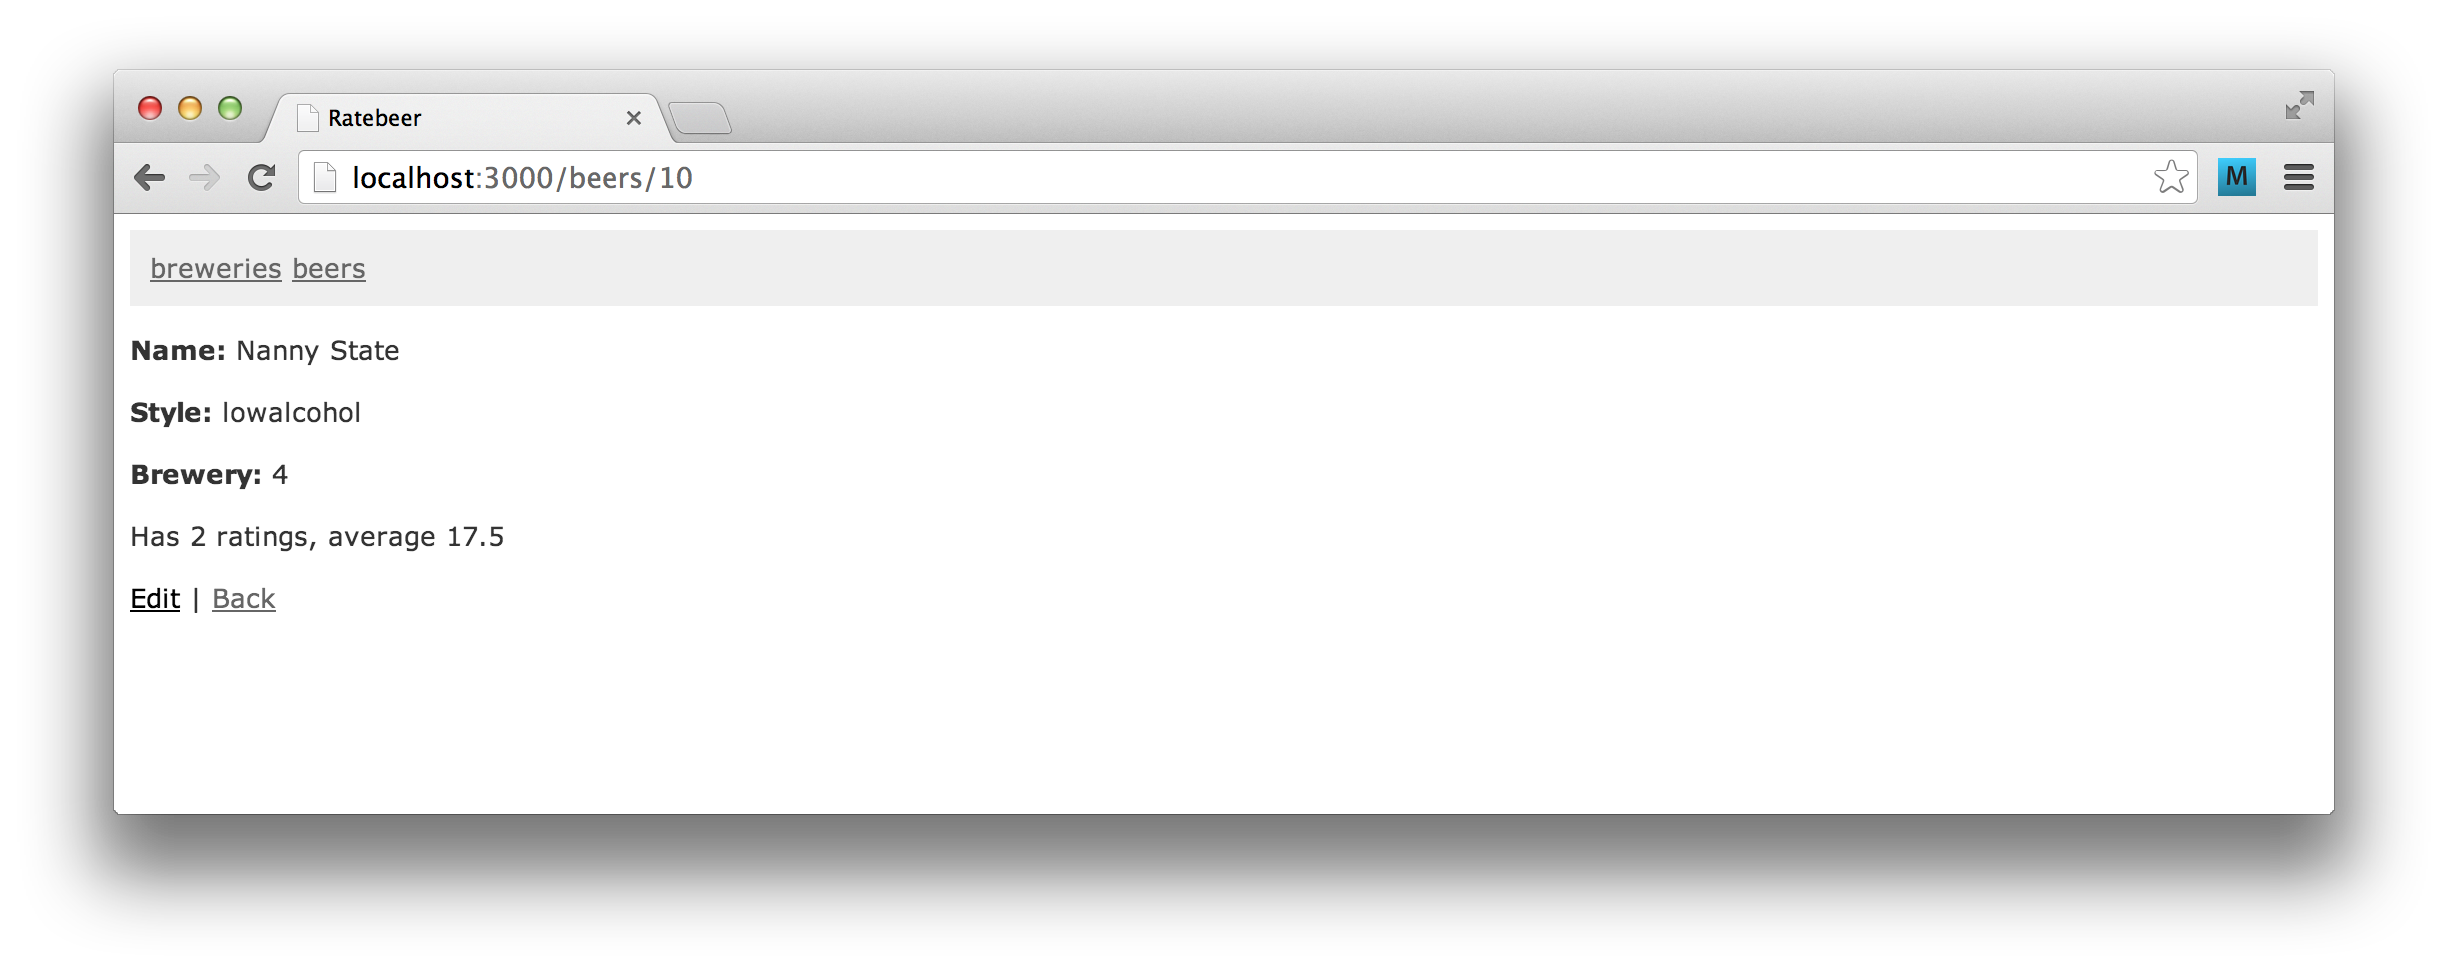 Ratebeer
localhost:3000/beers/10
M
breweries beers
Name: Nanny State
Style: lowalcohol
Brewery: 4
Has 2 ratings, average 17.5
Edit | Back